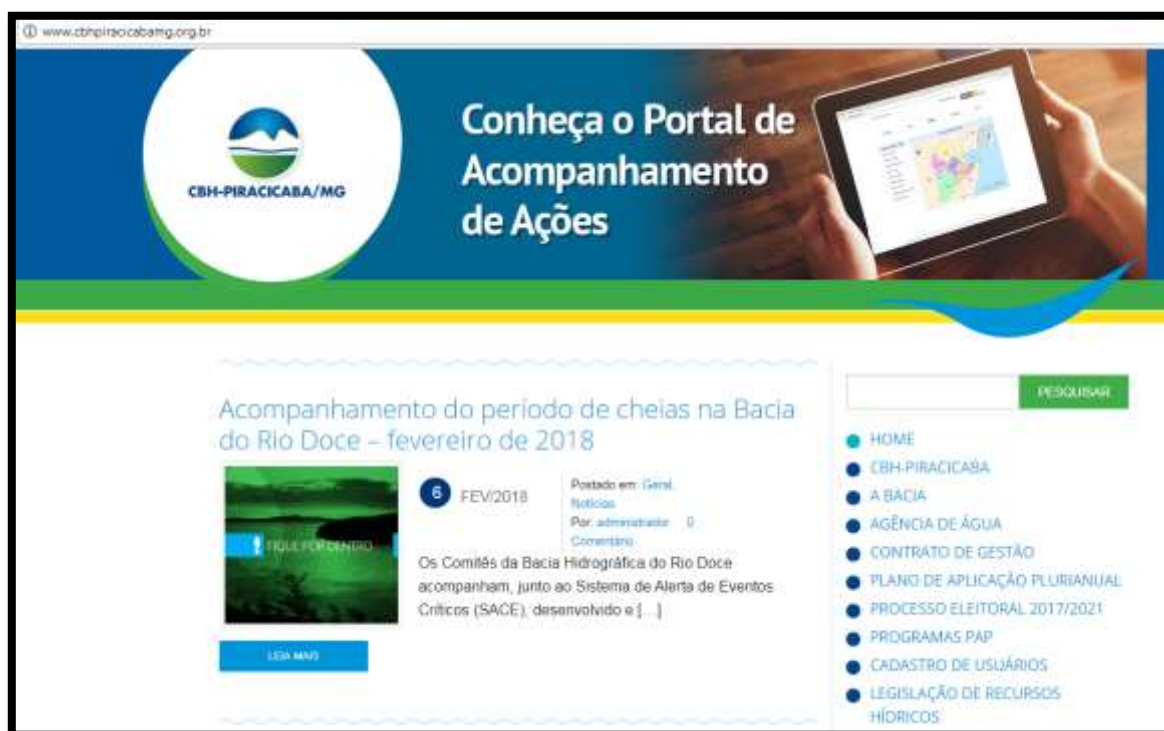 www.cbhpiracicabamg.org.br
CBH-PIRACICABA/MG
Conheça o Portal de
Acompanhamento
de Ações
Acompanhamento do período de cheias na Bacia
do Rio Doce – fevereiro de 2018
FIQUE POR DENTRO
6 FEV/2018
Postado em: Geral,
Notícias
Por: administrador 0
Comentário
Os Comitês da Bacia Hidrográfica do Rio Doce
acompanham, junto ao Sistema de Alerta de Eventos
Críticos (SACE), desenvolvido e [...]
LEIA MAIS
PESQUISAR
HOME
CBH-PIRACICABA
A BACIA
AGÊNCIA DE ÁGUA
CONTRATO DE GESTÃO
PLANO DE APLICAÇÃO PLURIANUAL
PROCESSO ELEITORAL 2017/2021
PROGRAMAS PAP
CADASTRO DE USUÁRIOS
LEGISLAÇÃO DE RECURSOS
HÍDRICOS